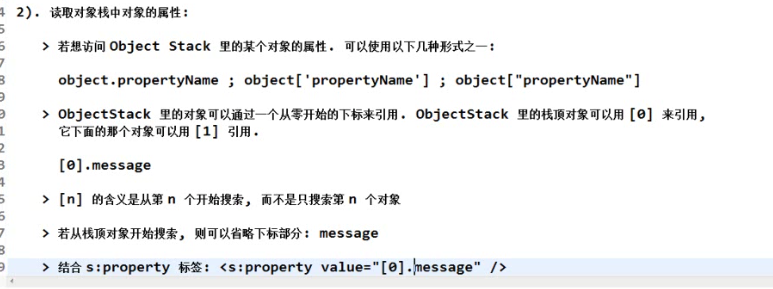 2). 读取对象栈中对象的属性:
> 若想访问 Object Stack 里的某个对象的属性. 可以使用以下几种形式之一:
object.propertyName ; object['propertyName'] ; object["propertyName"]
> ObjectStack 里的对象可以通过一个从零开始的下标来引用. ObjectStack 里的栈顶对象可以用 [0] 来引用,
它下面的那个对象可以用 [1] 引用.
[0].message
> [n] 的含义是从第 n 个开始搜索, 而不是只搜索第 n 个对象
> 若从栈顶对象开始搜索, 则可以省略下标部分: message
> 结合 s:property 标签: <s:property value="[0].message" />